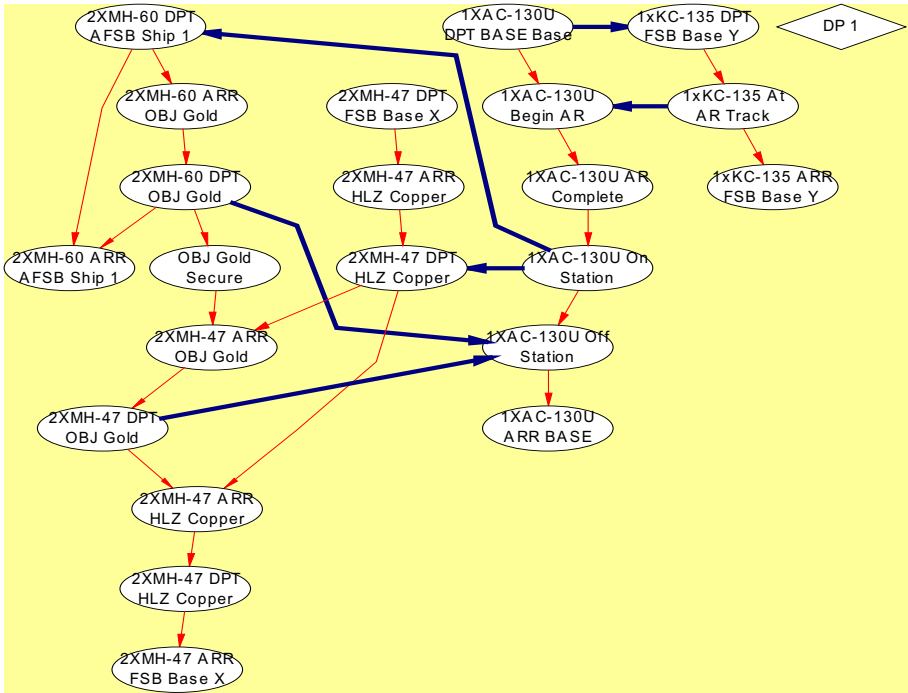 2XMH-60 DPT
AFSB Ship 1
1XAC-130U
DPT BASE Base
1xKC-135 DPT
FSB Base Y
DP 1
2XMH-60 ARR
OBJ Gold
2XMH-47 DPT
FSB Base X
1XAC-130U
Begin AR
1xKC-135 At
AR Track
2XMH-60 DPT
OBJ Gold
2XMH-47 ARR
HLZ Copper
1XAC-130U AR
Complete
1xKC-135 ARR
FSB Base Y
2XMH-60 ARR
AFSB Ship 1
OBJ Gold
Secure
2XMH-47 DPT
HLZ Copper
1XAC-130U On
Station
2XMH-47 ARR
OBJ Gold
1XAC-130U Off
Station
2XMH-47 DPT
OBJ Gold
1XAC-130U
ARR BASE
2XMH-47 ARR
HLZ Copper
2XMH-47 DPT
HLZ Copper
2XMH-47 ARR
FSB Base X